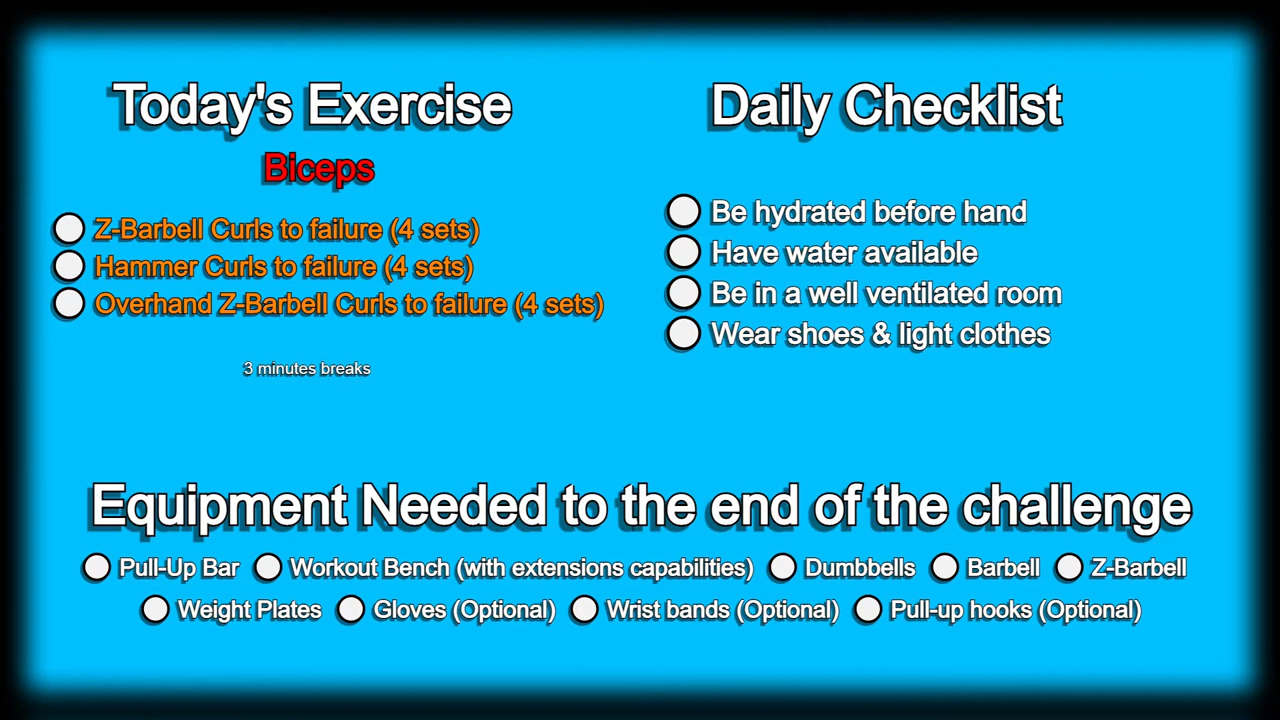 Today's Exercise
Biceps
Z-Barbell Curls to failure (4 sets)
Hammer Curls to failure (4 sets)
Overhand Z-Barbell Curls to failure (4 sets)
3 minutes breaks
Daily Checklist
Be hydrated before hand
Have water available
Be in a well ventilated room
Wear shoes & light clothes
Equipment Needed to the end of the challenge
Pull-Up Bar Workout Bench (with extensions capabilities) Dumbbells Barbell Z-Barbell
Weight Plates Gloves (Optional) Wrist bands (Optional) Pull-up hooks (Optional)